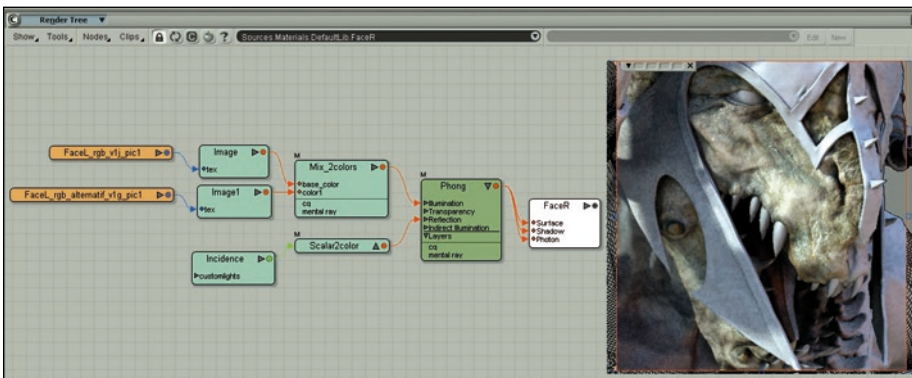 Render Tree
Show Tools Nodes Clips ? Sources.Materials.DefaultLib.FaceR Edit New
FaceL_rgb_v1j_pic1
Image
tex
M
Mix_2colors
base_color
color1
cq
mental ray
FaceL_rgb_alternatif_v1g_pic1
Image1
tex
M
Phong
Illumination
Transparency
Reflection
Indirect Illumination
Layers
cq
mental ray
FaceR
Surface
Shadow
Photon
M
Scalar2color
Incidence
customlights